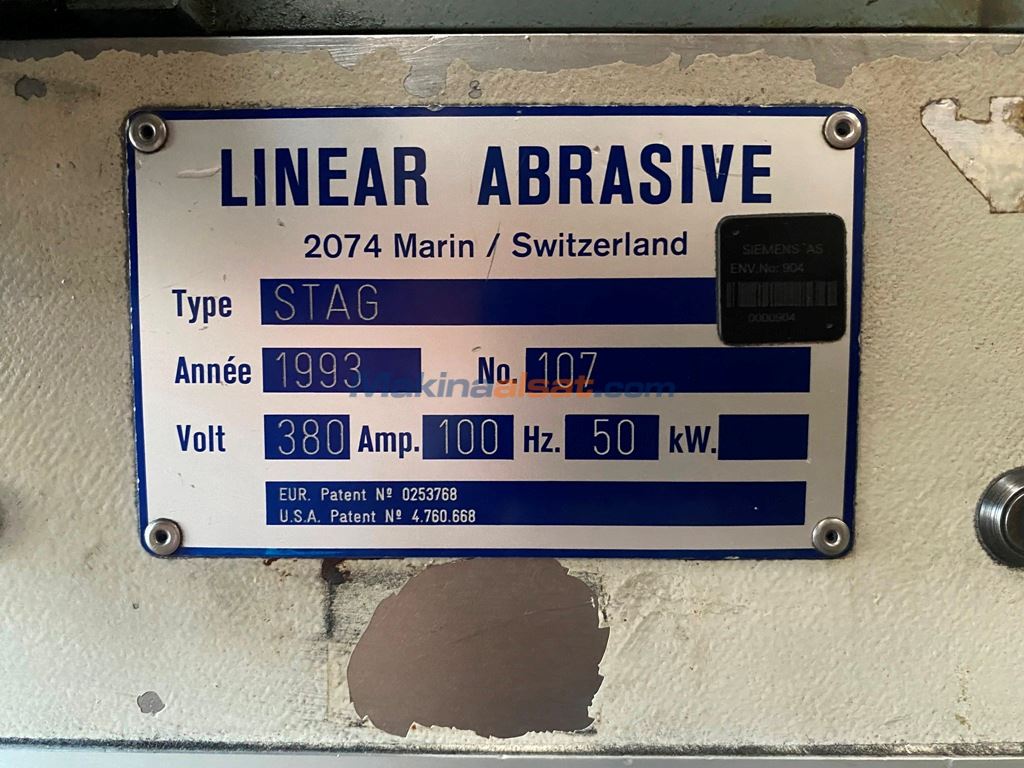 LINEAR ABRASIVE
2074 Marin / Switzerland
SIEMENS AS
ENV.No: 904
0000904
Type STAG
Année 1993 No. 107
Makinaalsat.com
Volt 380 Amp. 100 Hz. 50 kW.
EUR. Patent Nº 0253768
U.S.A. Patent Nº 4.760.668